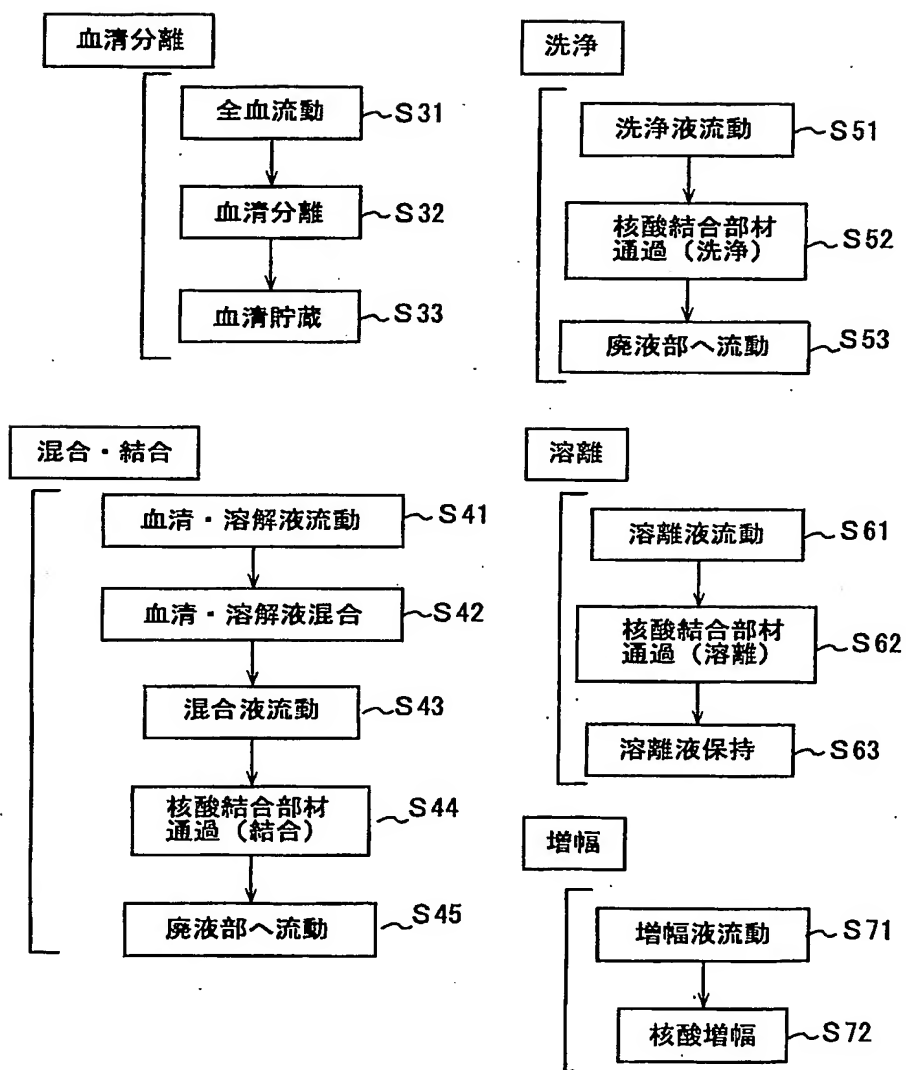 血清分離
全血流動
S31
血清分離
S32
血清貯蔵
S33
混合・結合
血清・溶解液流動
S41
血清・溶解液混合
S42
混合液流動
S43
核酸結合部材
通過（結合）
S44
廃液部へ流動
S45
洗浄
洗浄液流動
S51
核酸結合部材
通過（洗浄）
S52
廃液部へ流動
S53
溶離
溶離液流動
S61
核酸結合部材
通過（溶離）
S62
溶離液保持
S63
増幅
増幅液流動
S71
核酸増幅
S72